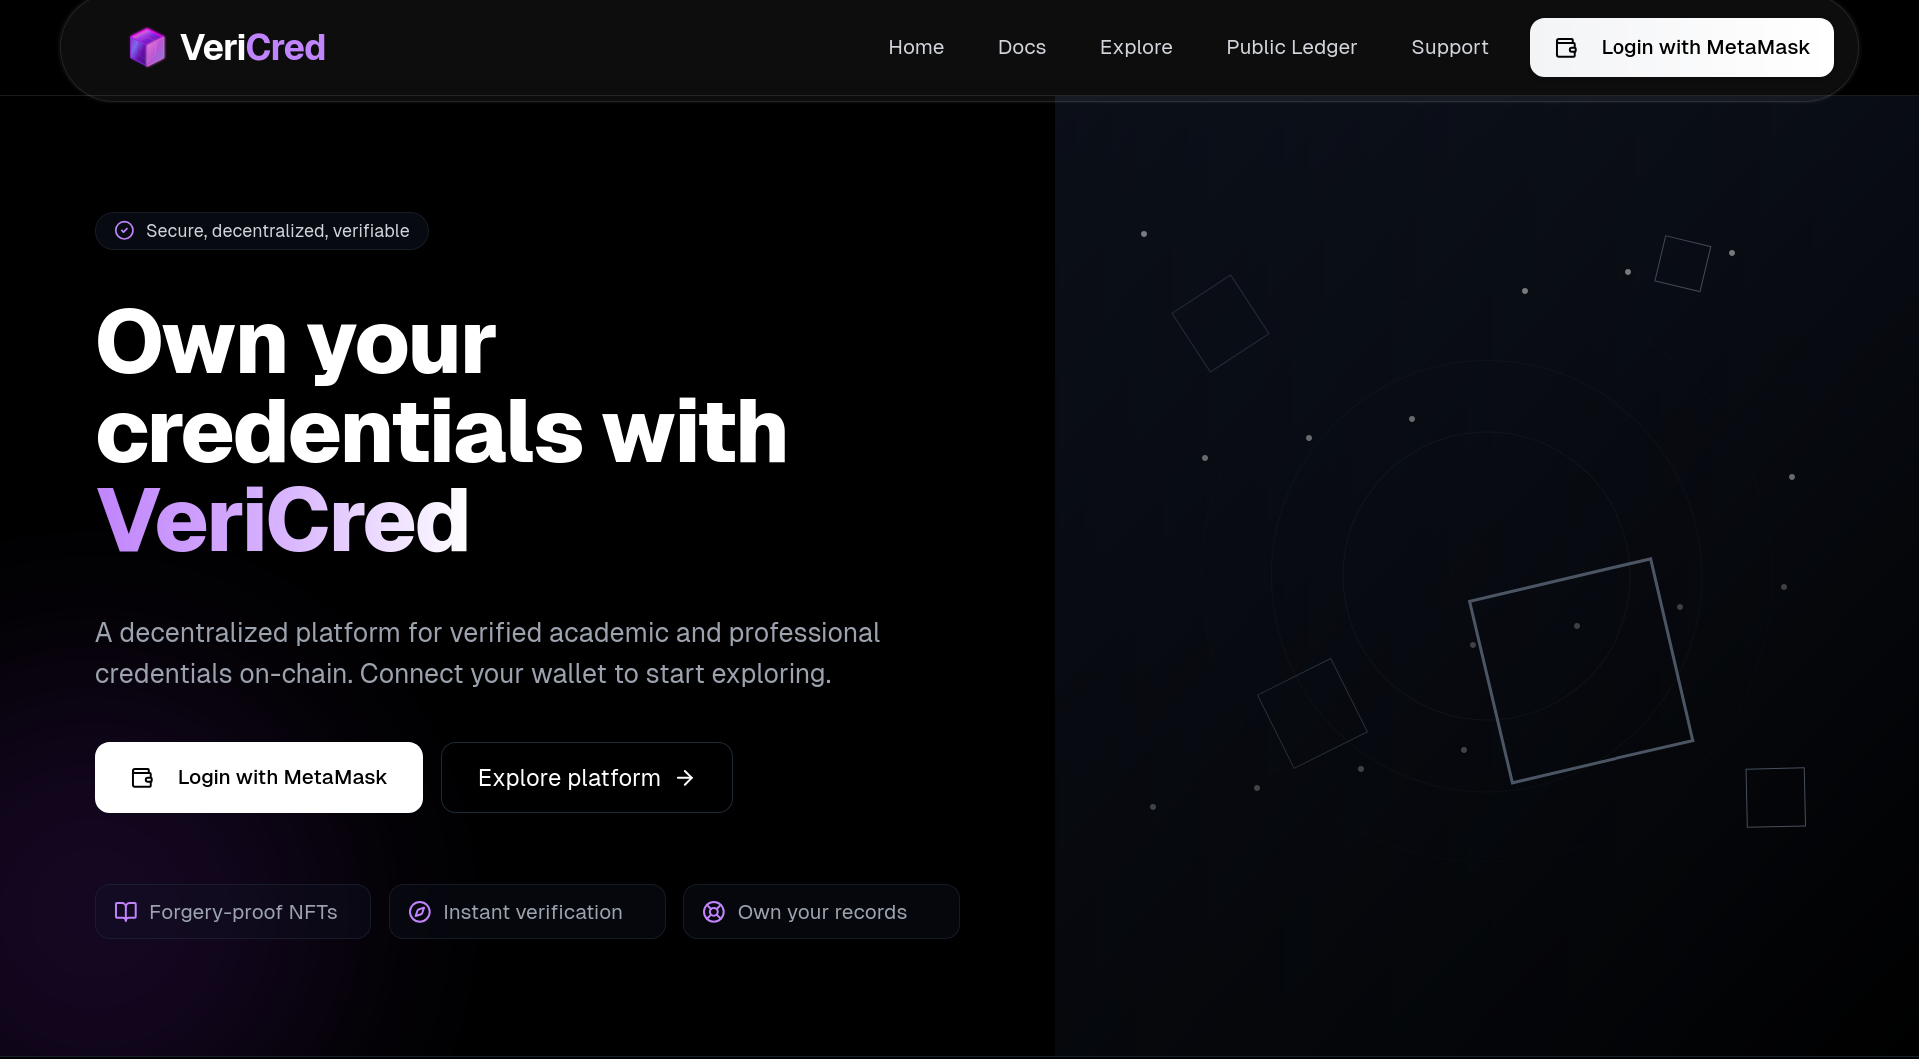 VeriCred
Home
Docs
Explore
Public Ledger
Support
Login with MetaMask
Secure, decentralized, verifiable
Own your
credentials with
VeriCred
A decentralized platform for verified academic and professional
credentials on-chain. Connect your wallet to start exploring.
Login with MetaMask
Explore platform
Forgery-proof NFTs
Instant verification
Own your records